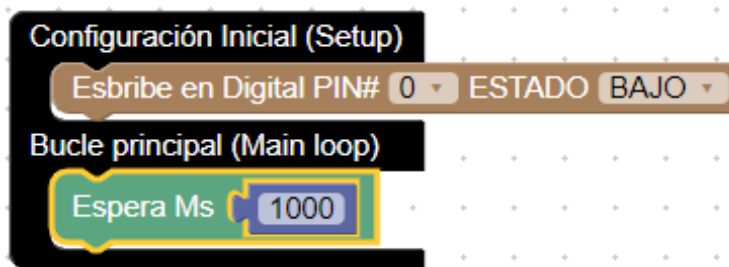 Configuración Inicial (Setup)
Esbribe en Digital PIN# 0 ESTADO BAJO
Bucle principal (Main loop)
Espera Ms 1000